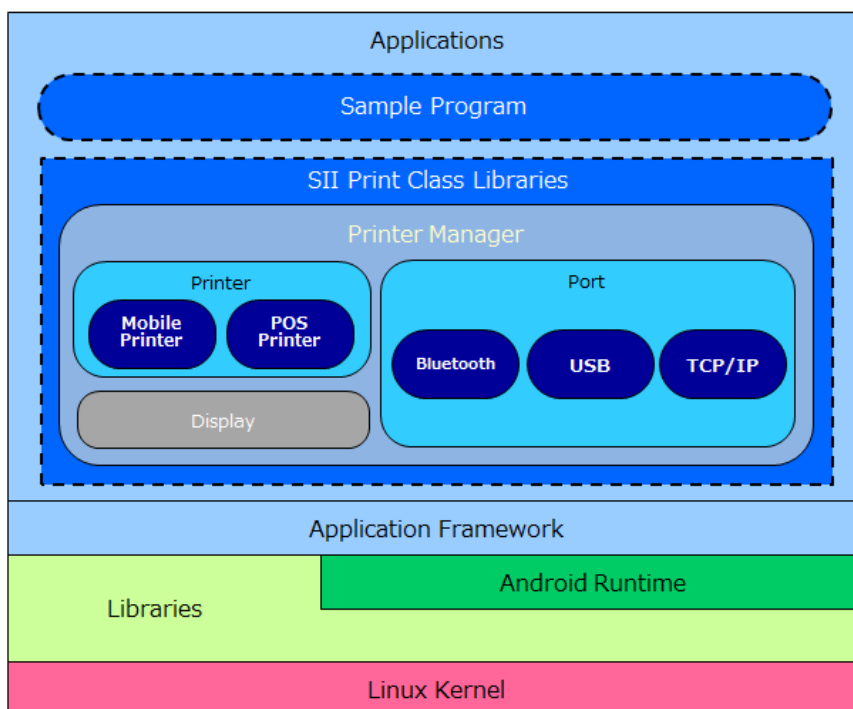 Applications
Sample Program
SII Print Class Libraries
Printer Manager
Printer
Mobile
Printer
POS
Printer
Display
Port
Bluetooth
USB
TCP/IP
Application Framework
Libraries
Android Runtime
Linux Kernel